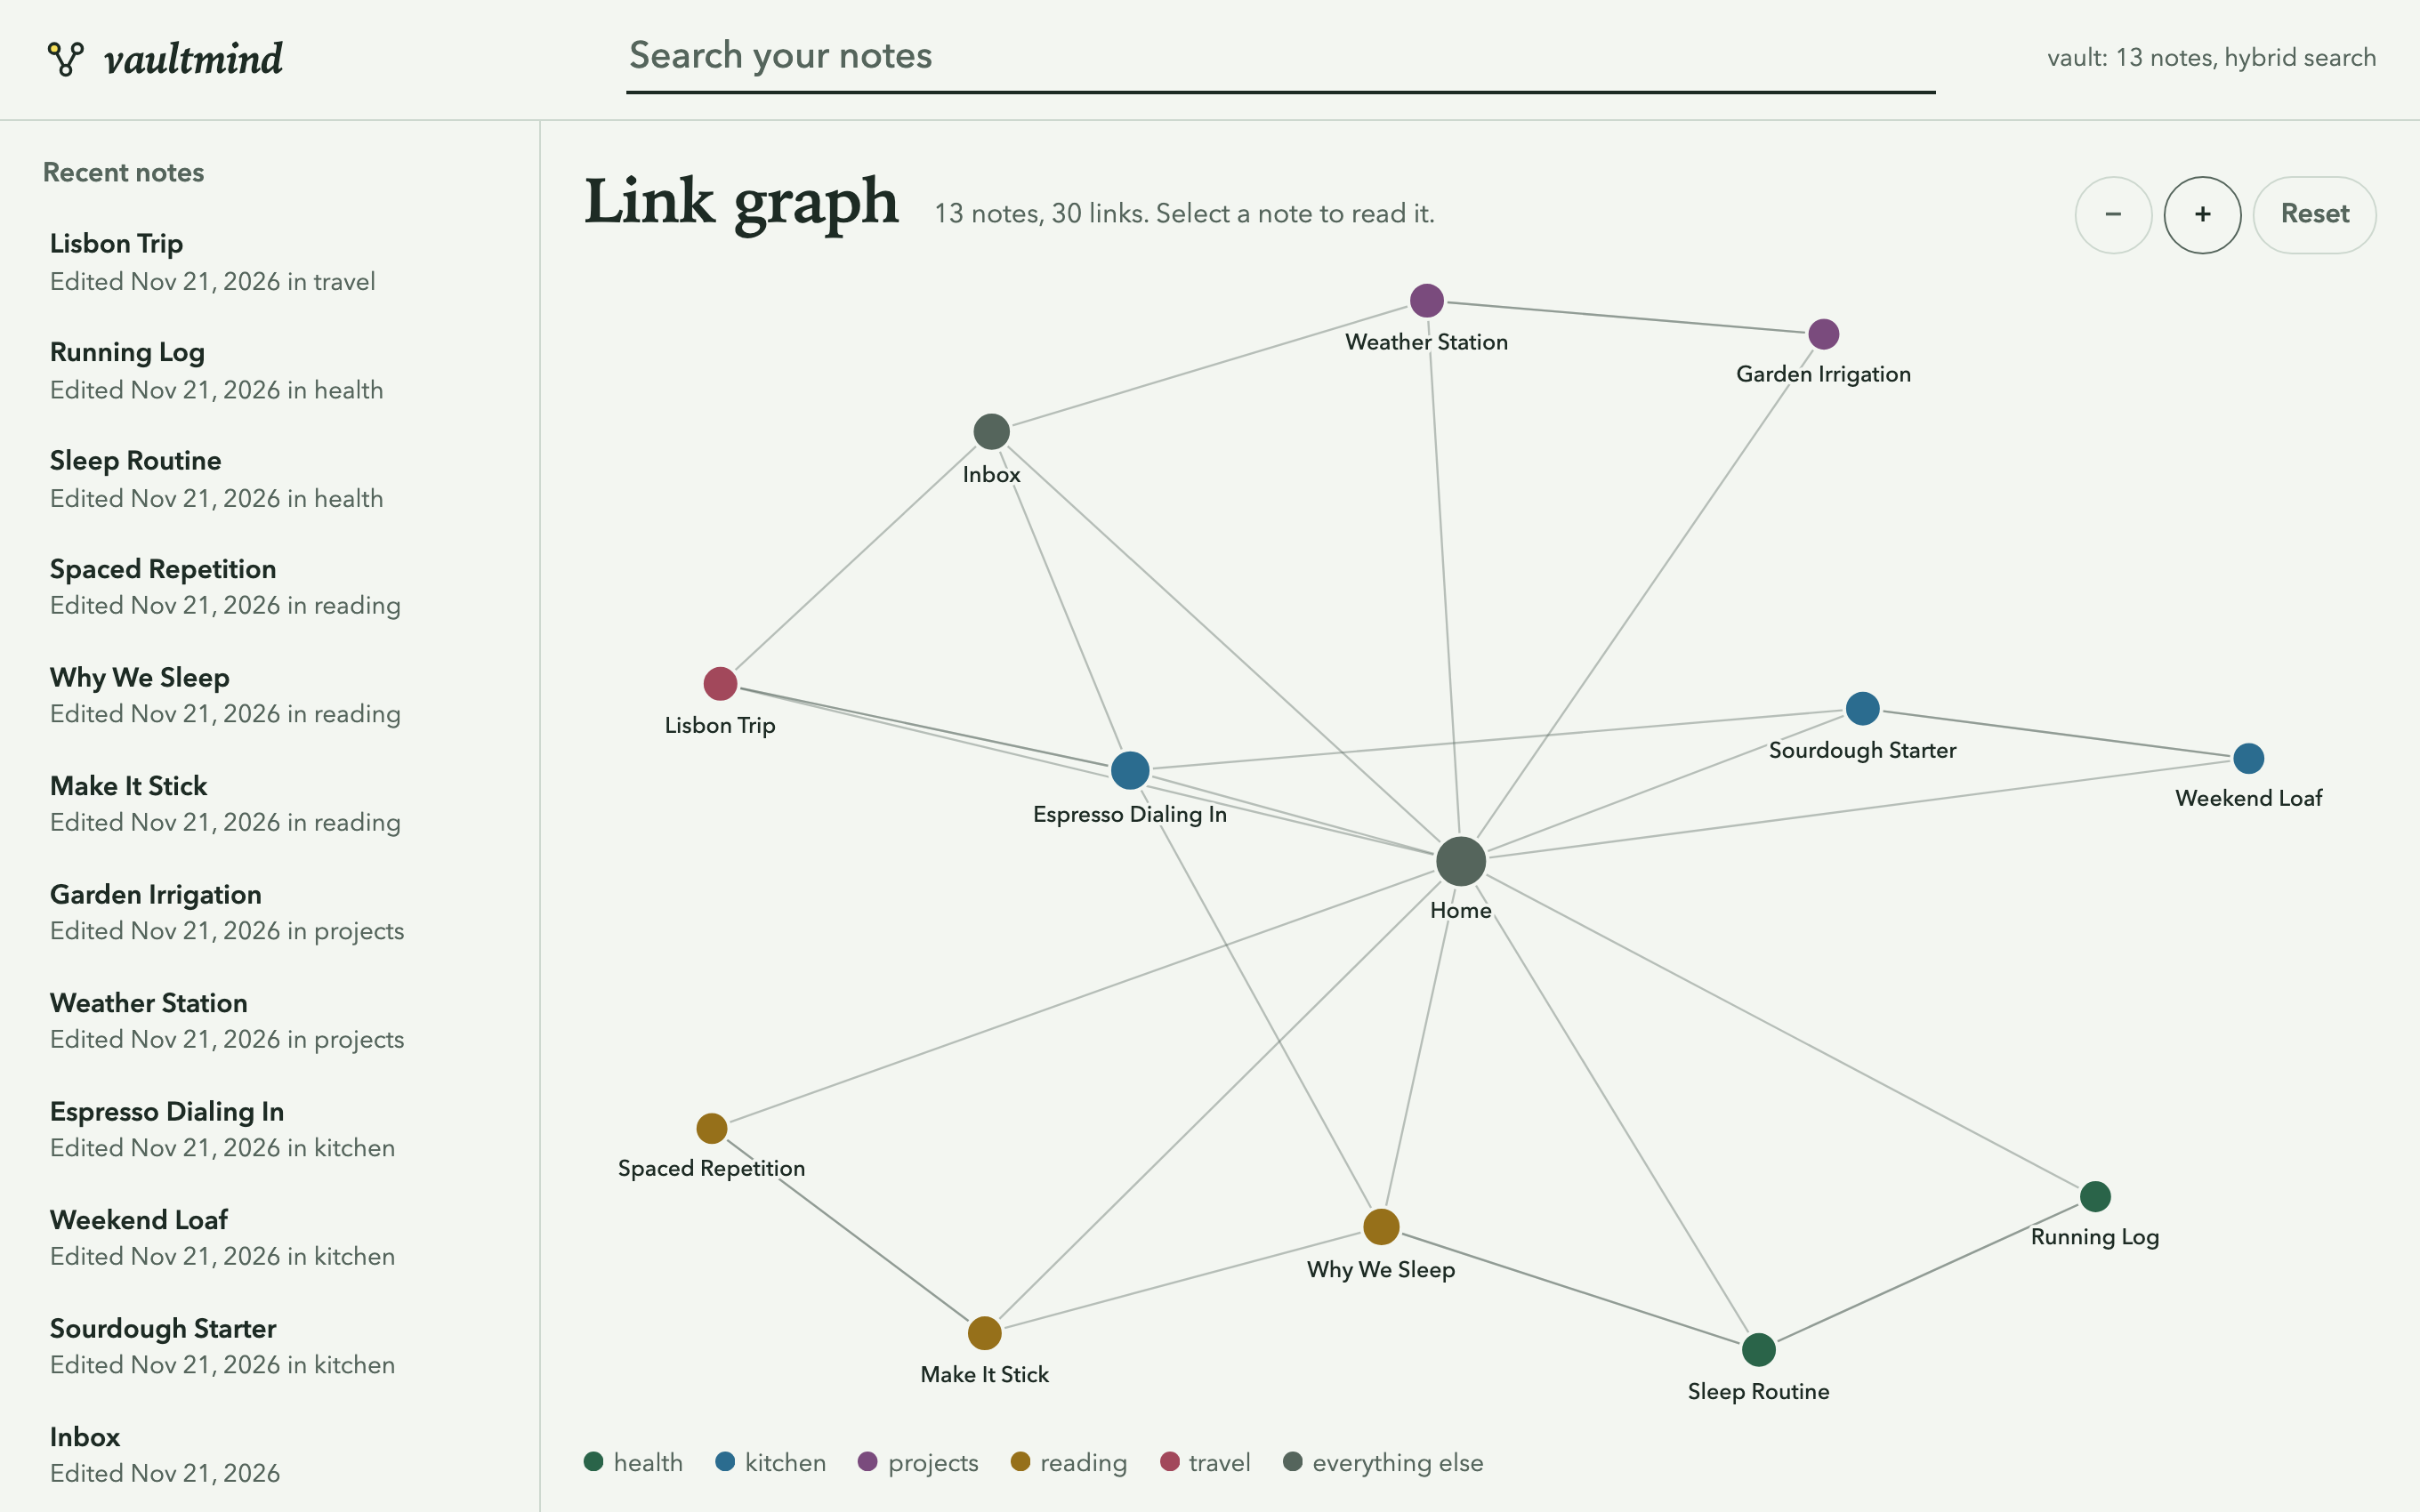 vaultmind
Search your notes
vault: 13 notes, hybrid search
Recent notes
Lisbon Trip
Edited Nov 21, 2026 in travel
Running Log
Edited Nov 21, 2026 in health
Sleep Routine
Edited Nov 21, 2026 in health
Spaced Repetition
Edited Nov 21, 2026 in reading
Why We Sleep
Edited Nov 21, 2026 in reading
Make It Stick
Edited Nov 21, 2026 in reading
Garden Irrigation
Edited Nov 21, 2026 in projects
Weather Station
Edited Nov 21, 2026 in projects
Espresso Dialing In
Edited Nov 21, 2026 in kitchen
Weekend Loaf
Edited Nov 21, 2026 in kitchen
Sourdough Starter
Edited Nov 21, 2026 in kitchen
Inbox
Edited Nov 21, 2026
Link graph
13 notes, 30 links. Select a note to read it.
−
+
Reset
Weather Station
Garden Irrigation
Inbox
Lisbon Trip
Sourdough Starter
Weekend Loaf
Espresso Dialing In
Home
Spaced Repetition
Running Log
Why We Sleep
Make It Stick
Sleep Routine
health
kitchen
projects
reading
travel
everything else